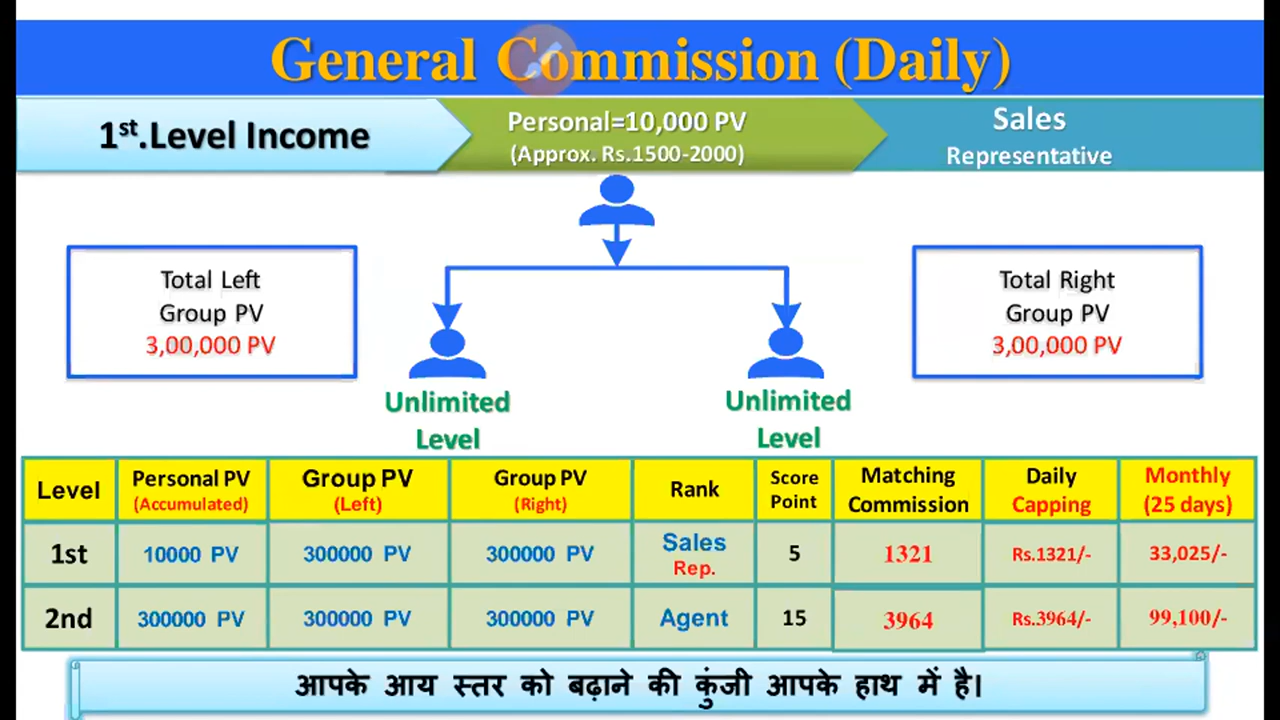 General Commission (Daily)
1st.Level Income
Personal=10,000 PV
(Approx. Rs.1500-2000)
Sales
Representative
Total Left
Group PV
3,00,000 PV
Total Right
Group PV
3,00,000 PV
Unlimited
Level
Unlimited
Level
Level
Personal PV
(Accumulated)
Group PV
(Left)
Group PV
(Right)
Rank
Score
Point
Matching
Commission
Daily
Capping
Monthly
(25 days)
1st
10000 PV
300000 PV
300000 PV
Sales
Rep.
5
1321
Rs.1321/-
33,025/-
2nd
300000 PV
300000 PV
300000 PV
Agent
15
3964
Rs.3964/-
99,100/-
आपके आय स्तर को बढ़ाने की कुंजी आपके हाथ में है।